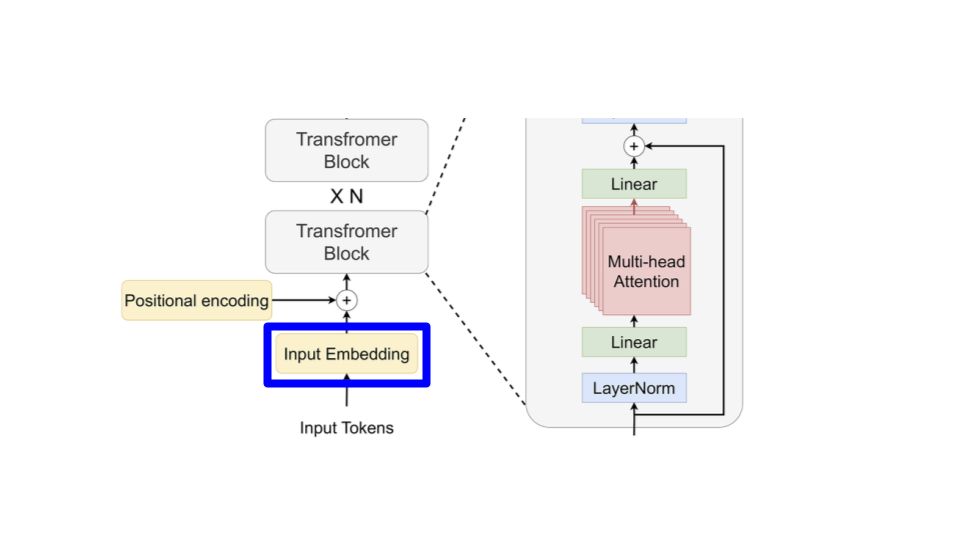 Transfromer
Block
X N
Transfromer
Block
Positional encoding
+
Input Embedding
Input Tokens
+
Linear
Multi-head
Attention
Linear
LayerNorm